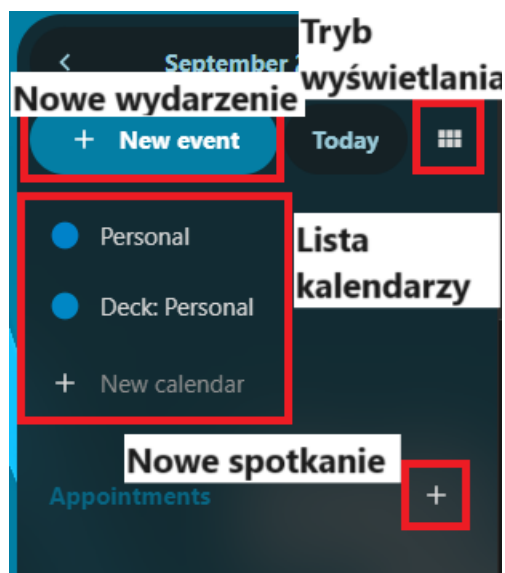 Tryb
wyświetlania
<
September
Nowe wydarzenie
+ New event
Today
Personal
Lista
kalendarzy
Deck: Personal
+ New calendar
Nowe spotkanie
Appointments
+